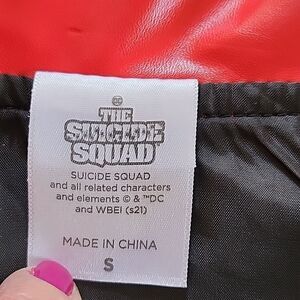 DC
THE
SUICIDE
SQUAD
SUICIDE SQUAD
and all related characters
and elements © & ™DC
and WBEI (s21)
MADE IN CHINA
S